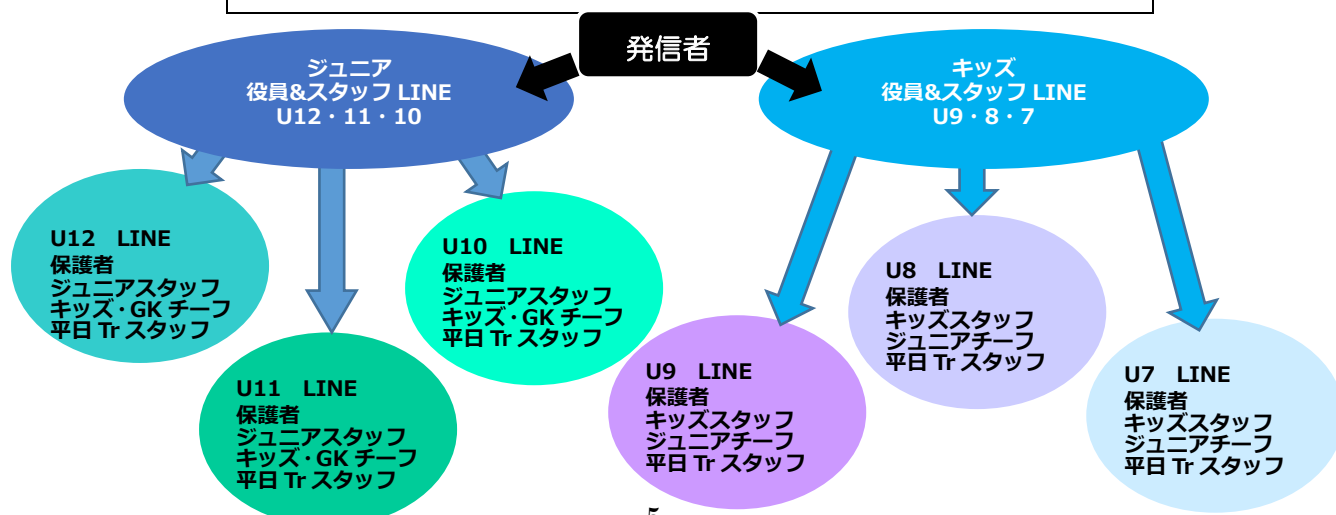 発信者
ジュニア
役員&スタッフ LINE
U12・11・10
キッズ
役員&スタッフ LINE
U9・8・7
U12　LINE
保護者
ジュニアスタッフ
キッズ・GK チーフ
平日 Tr スタッフ
U11　LINE
保護者
ジュニアスタッフ
キッズ・GK チーフ
平日 Tr スタッフ
U10　LINE
保護者
ジュニアスタッフ
キッズ・GK チーフ
平日 Tr スタッフ
U9　LINE
保護者
キッズスタッフ
ジュニアチーフ
平日 Tr スタッフ
U8　LINE
保護者
キッズスタッフ
ジュニアチーフ
平日 Tr スタッフ
U7　LINE
保護者
キッズスタッフ
ジュニアチーフ
平日 Tr スタッフ